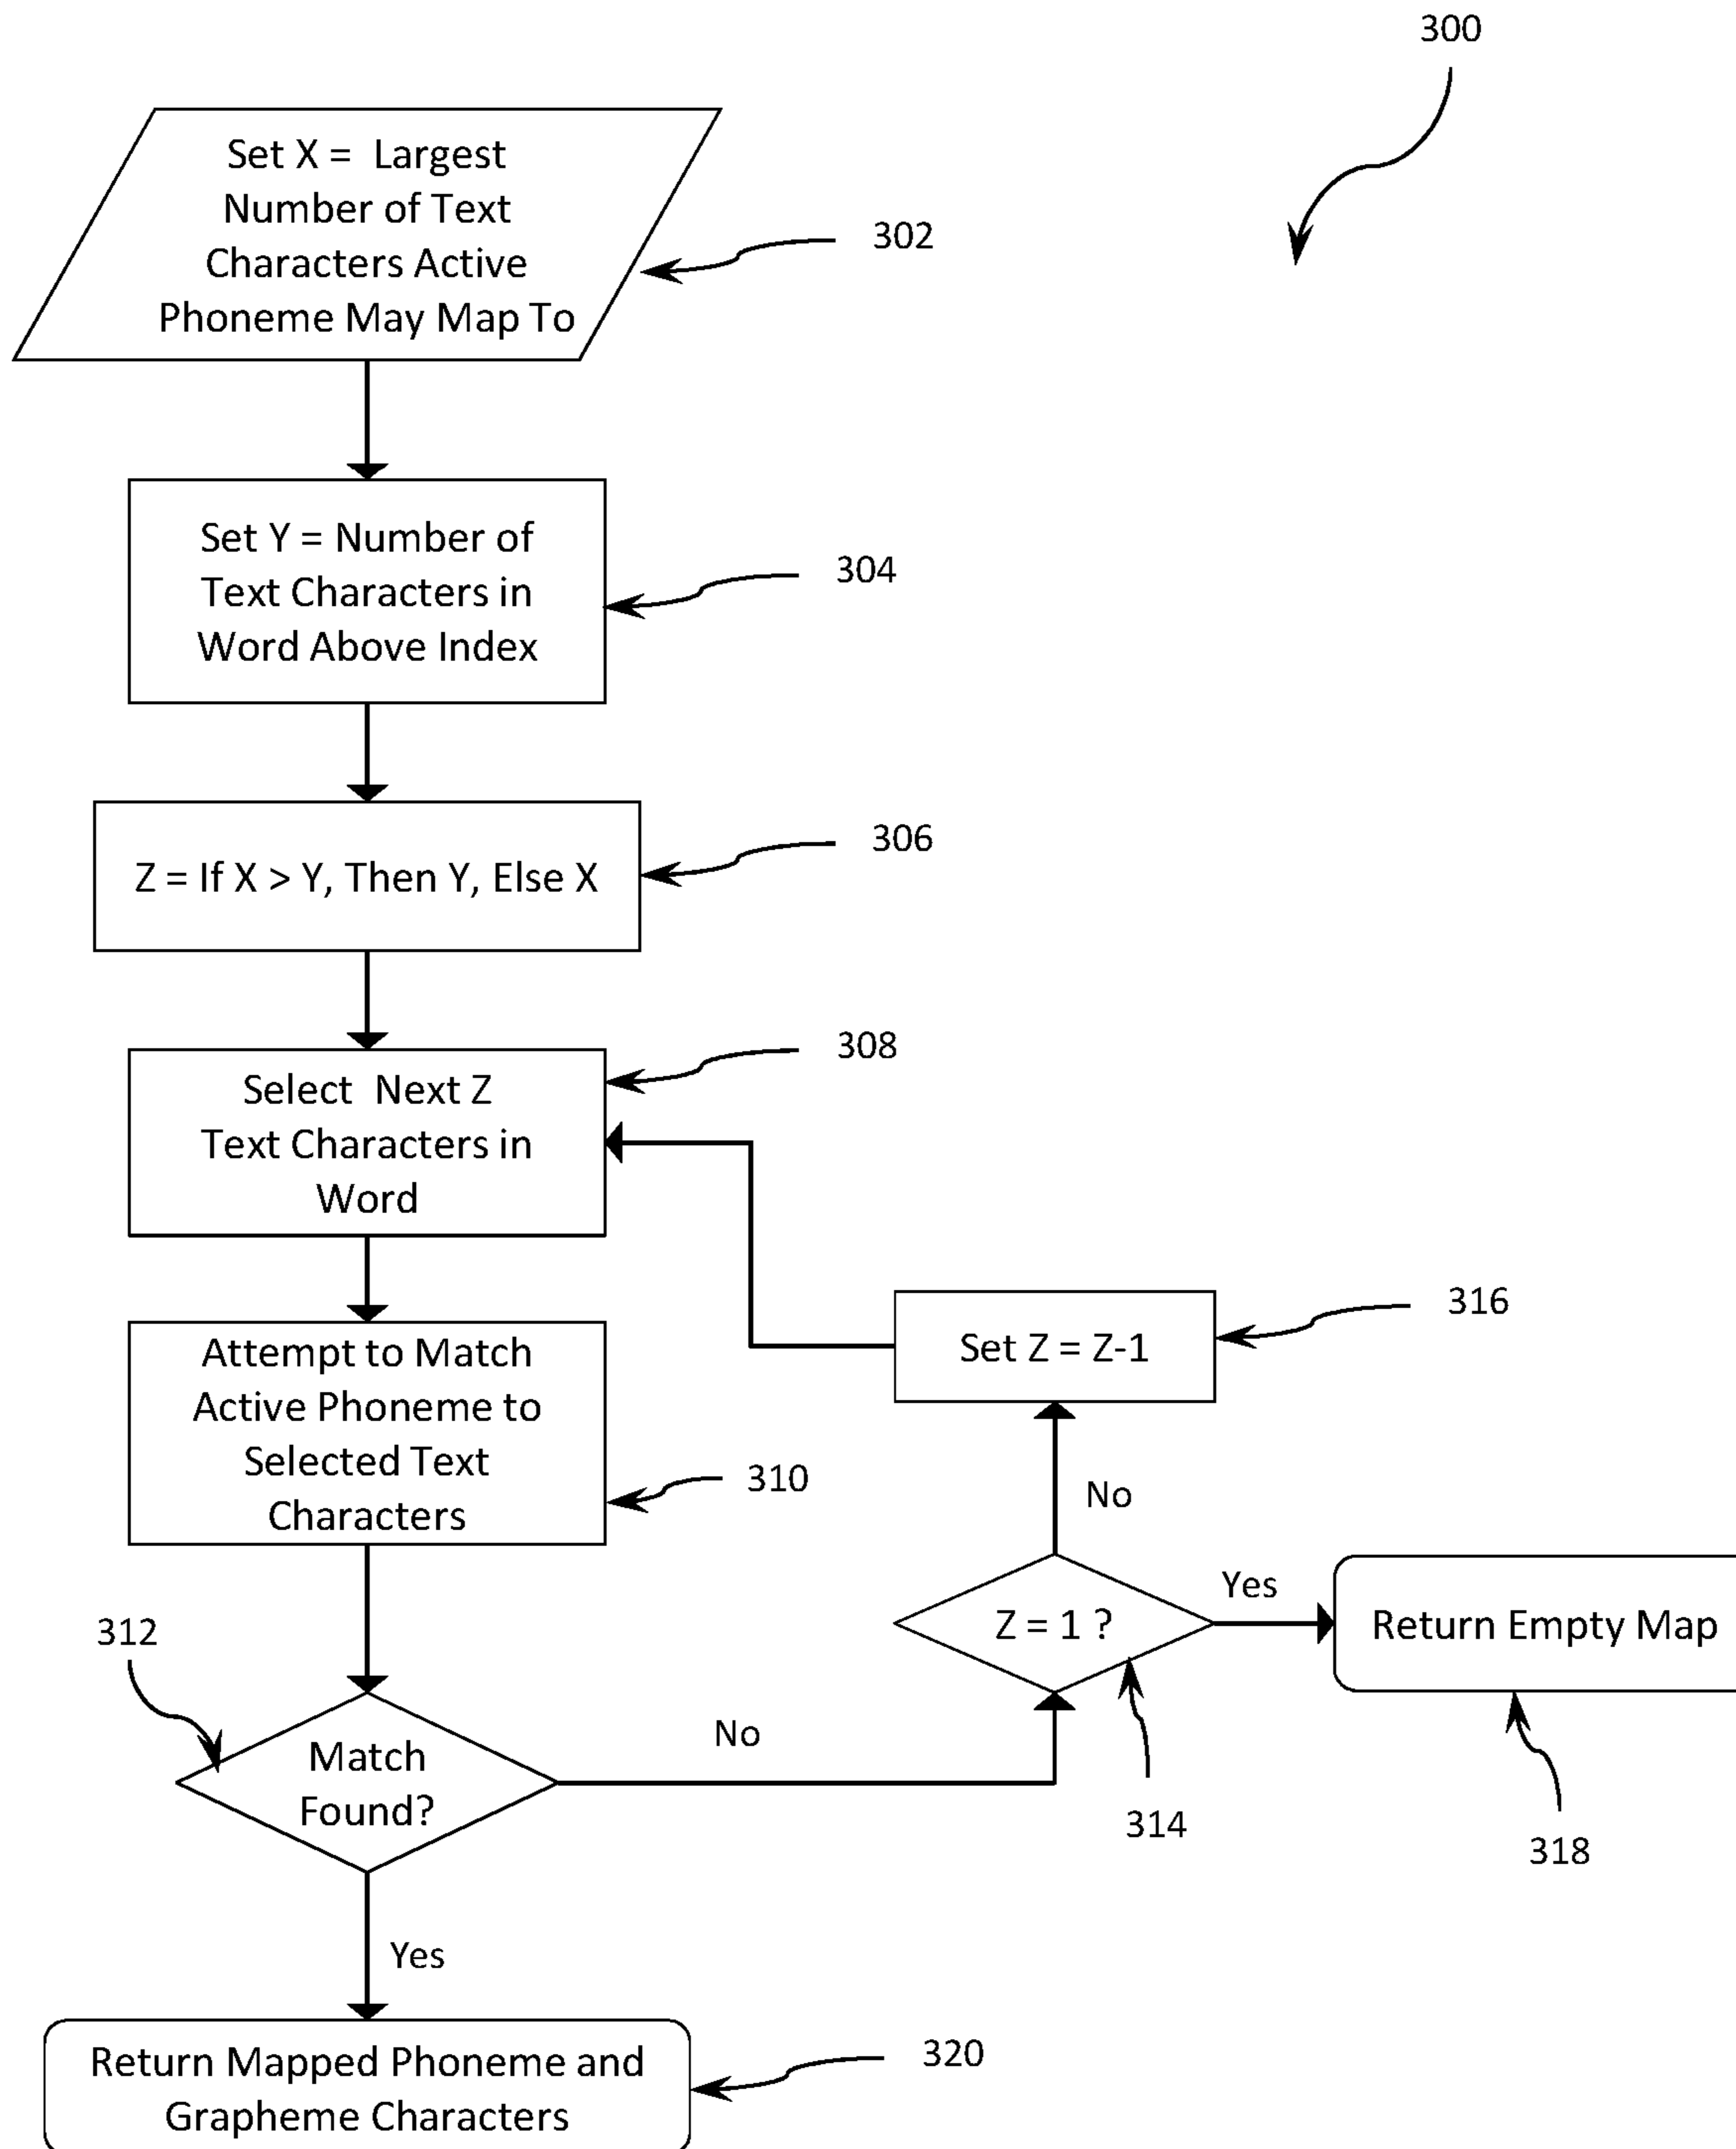 300
Set X = Largest
Number of Text
Characters Active
Phoneme May Map To
302
Set Y = Number of
Text Characters in
Word Above Index
304
Z = If X > Y, Then Y, Else X
306
Select Next Z
Text Characters in
Word
308
Attempt to Match
Active Phoneme to
Selected Text
Characters
310
Set Z = Z-1
316
No
Z = 1 ?
Yes
Return Empty Map
314
318
312
Match
Found?
No
Yes
Return Mapped Phoneme and
Grapheme Characters
320